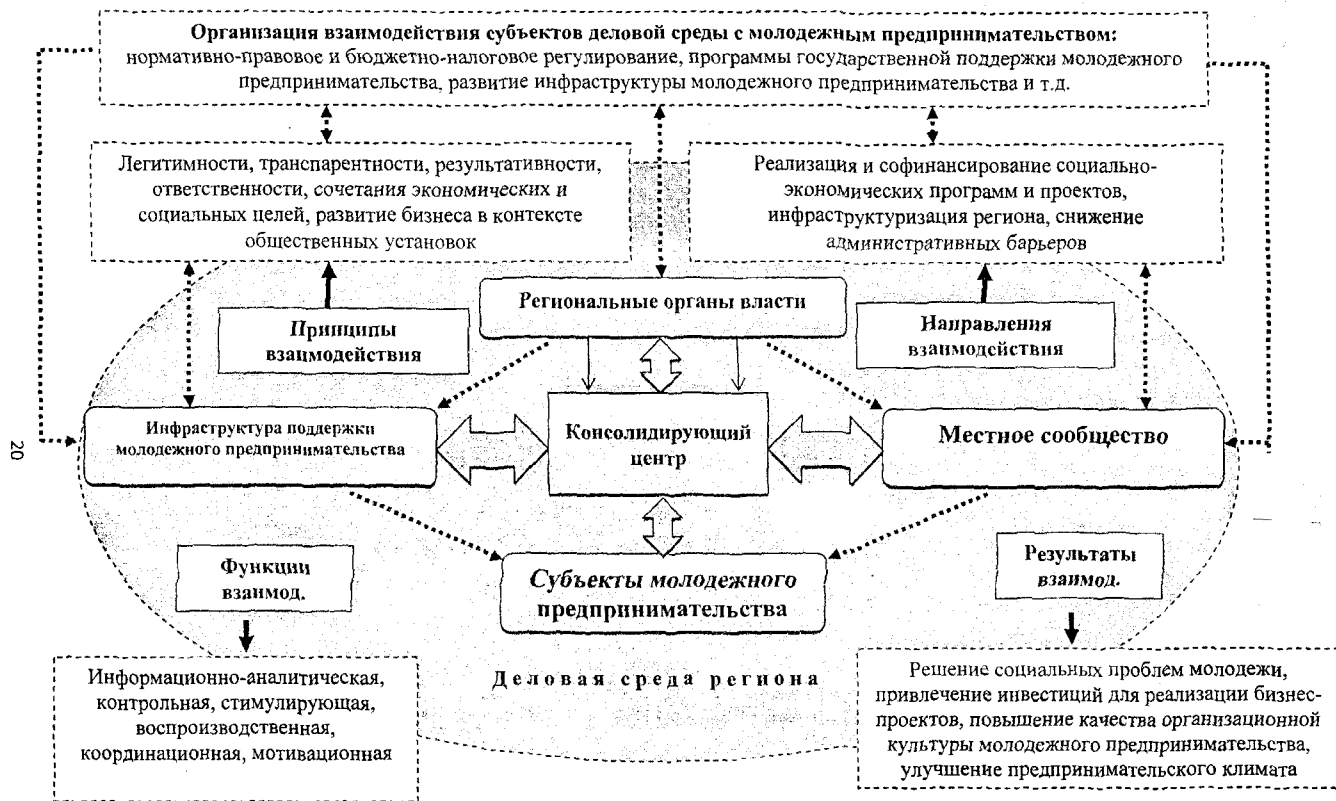 Организация взаимодействия субъектов деловой среды с молодежным предпринимательством:
нормативно-правовое и бюджетно-налоговое регулирование, программы государственной поддержки молодежного
предпринимательства, развитие инфраструктуры молодежного предпринимательства и т.д.
Легитимности, транспарентности, результативности,
ответственности, сочетания экономических и
социальных целей, развитие бизнеса в контексте
общественных установок
Реализация и софинансирование социально-
экономических программ и проектов,
инфраструктуризация региона, снижение
административных барьеров
Принципы
взаимодействия
Региональные органы власти
Направления
взаимодействия
Инфраструктура поддержки
молодежного предпринимательства
Консолидирующий
центр
Местное сообщество
20
Функции
взаимод.
Субъекты молодежного
предпринимательства
Результаты
взаимод.
Деловая среда региона
Информационно-аналитическая,
контрольная, стимулирующая,
воспроизводственная,
координационная, мотивационная
Решение социальных проблем молодежи,
привлечение инвестиций для реализации бизнес-
проектов, повышение качества организационной
культуры молодежного предпринимательства,
улучшение предпринимательского климата